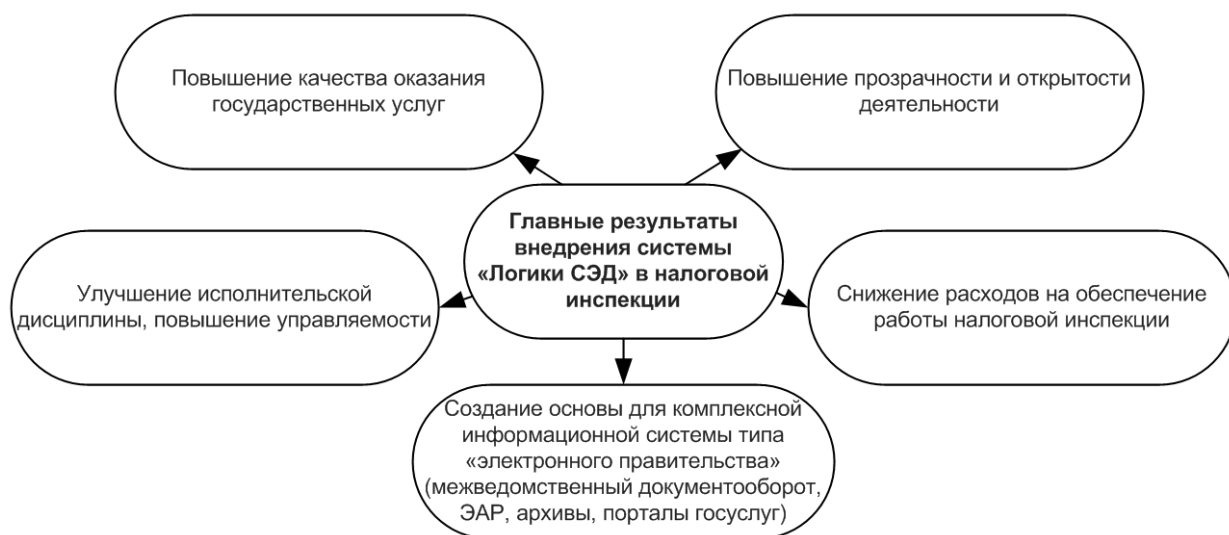 Повышение качества оказания
государственных услуг
Повышение прозрачности и открытости
деятельности
Главные результаты
внедрения системы
«Логики СЭД» в налоговой
инспекции
Улучшение исполнительской
дисциплины, повышение управляемости
Снижение расходов на обеспечение
работы налоговой инспекции
Создание основы для комплексной
информационной системы типа
«электронного правительства»
(межведомственный документооборот,
ЭАР, архивы, порталы госуслуг)